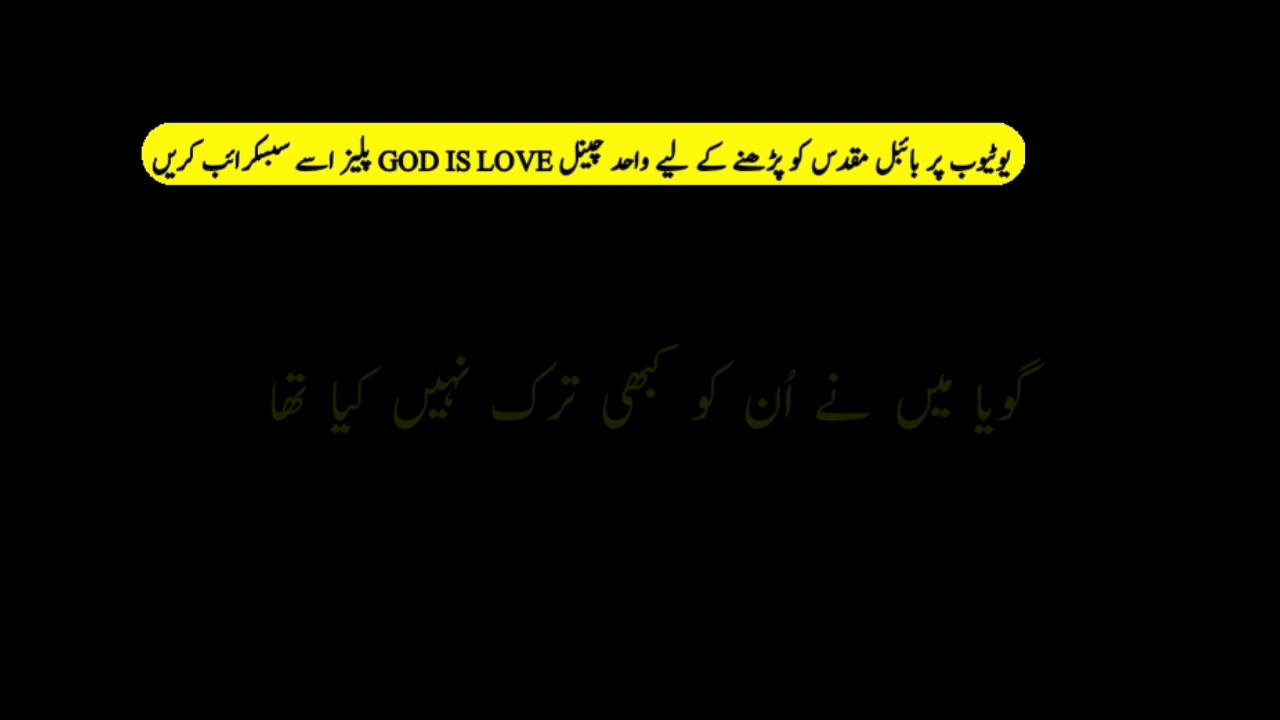 یوٹیوب پر بائبل مقدس کو پڑھنے کے لیے واحد چینل GOD IS LOVE پلیز اسے سبسکرائب کریں
گویا میں نے اُن کو کبھی ترک نہیں کیا تھا